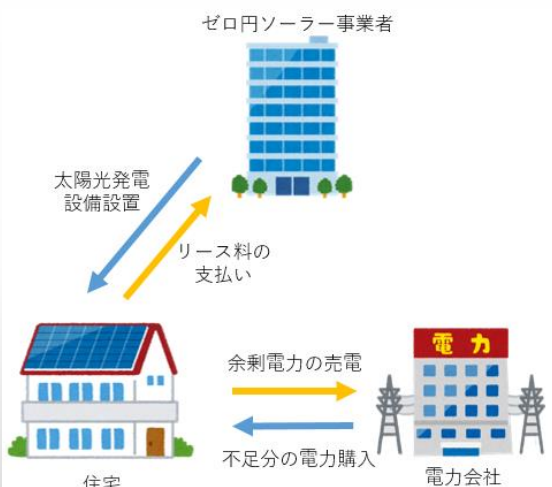 ゼロ円ソーラー事業者
太陽光発電
設備設置
リース料の
支払い
電力
余剰電力の売電
不足分の電力購入
住宅
電力会社